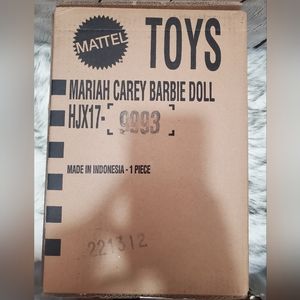 MATTEL
TOYS
MARIAH CAREY BARBIE DOLL
HJX17-[9993]
MADE IN INDONESIA - 1 PIECE
221312